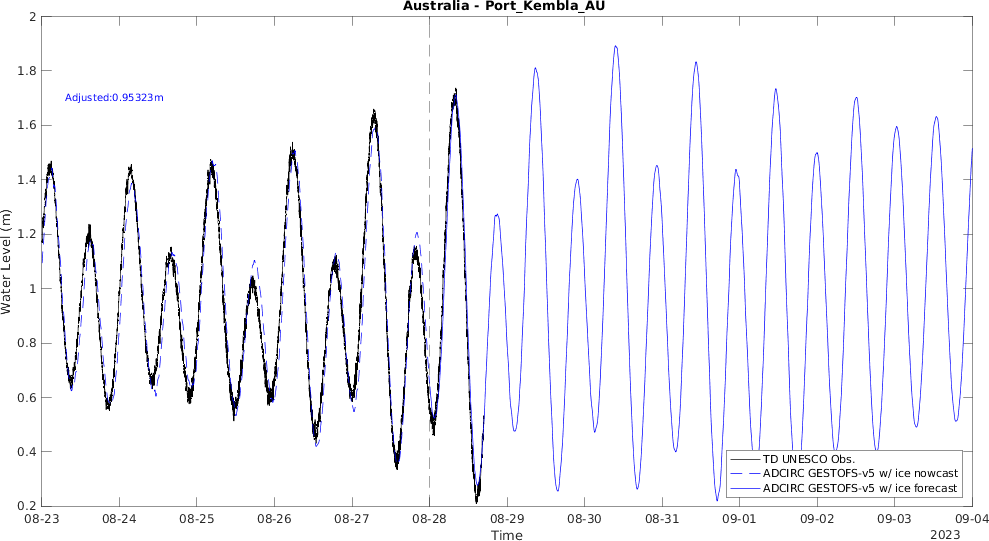 Australia - Port_Kembla_AU
Adjusted:0.95323m
Water Level (m)
2
1.8
1.6
1.4
1.2
1
0.8
0.6
0.4
0.2
TD UNESCO Obs.
ADCIRC GESTOFS-v5 w/ ice nowcast
ADCIRC GESTOFS-v5 w/ ice forecast
08-23 08-24 08-25 08-26 08-27 08-28 08-29 08-30 08-31 09-01 09-02 09-03 09-04
Time
2023